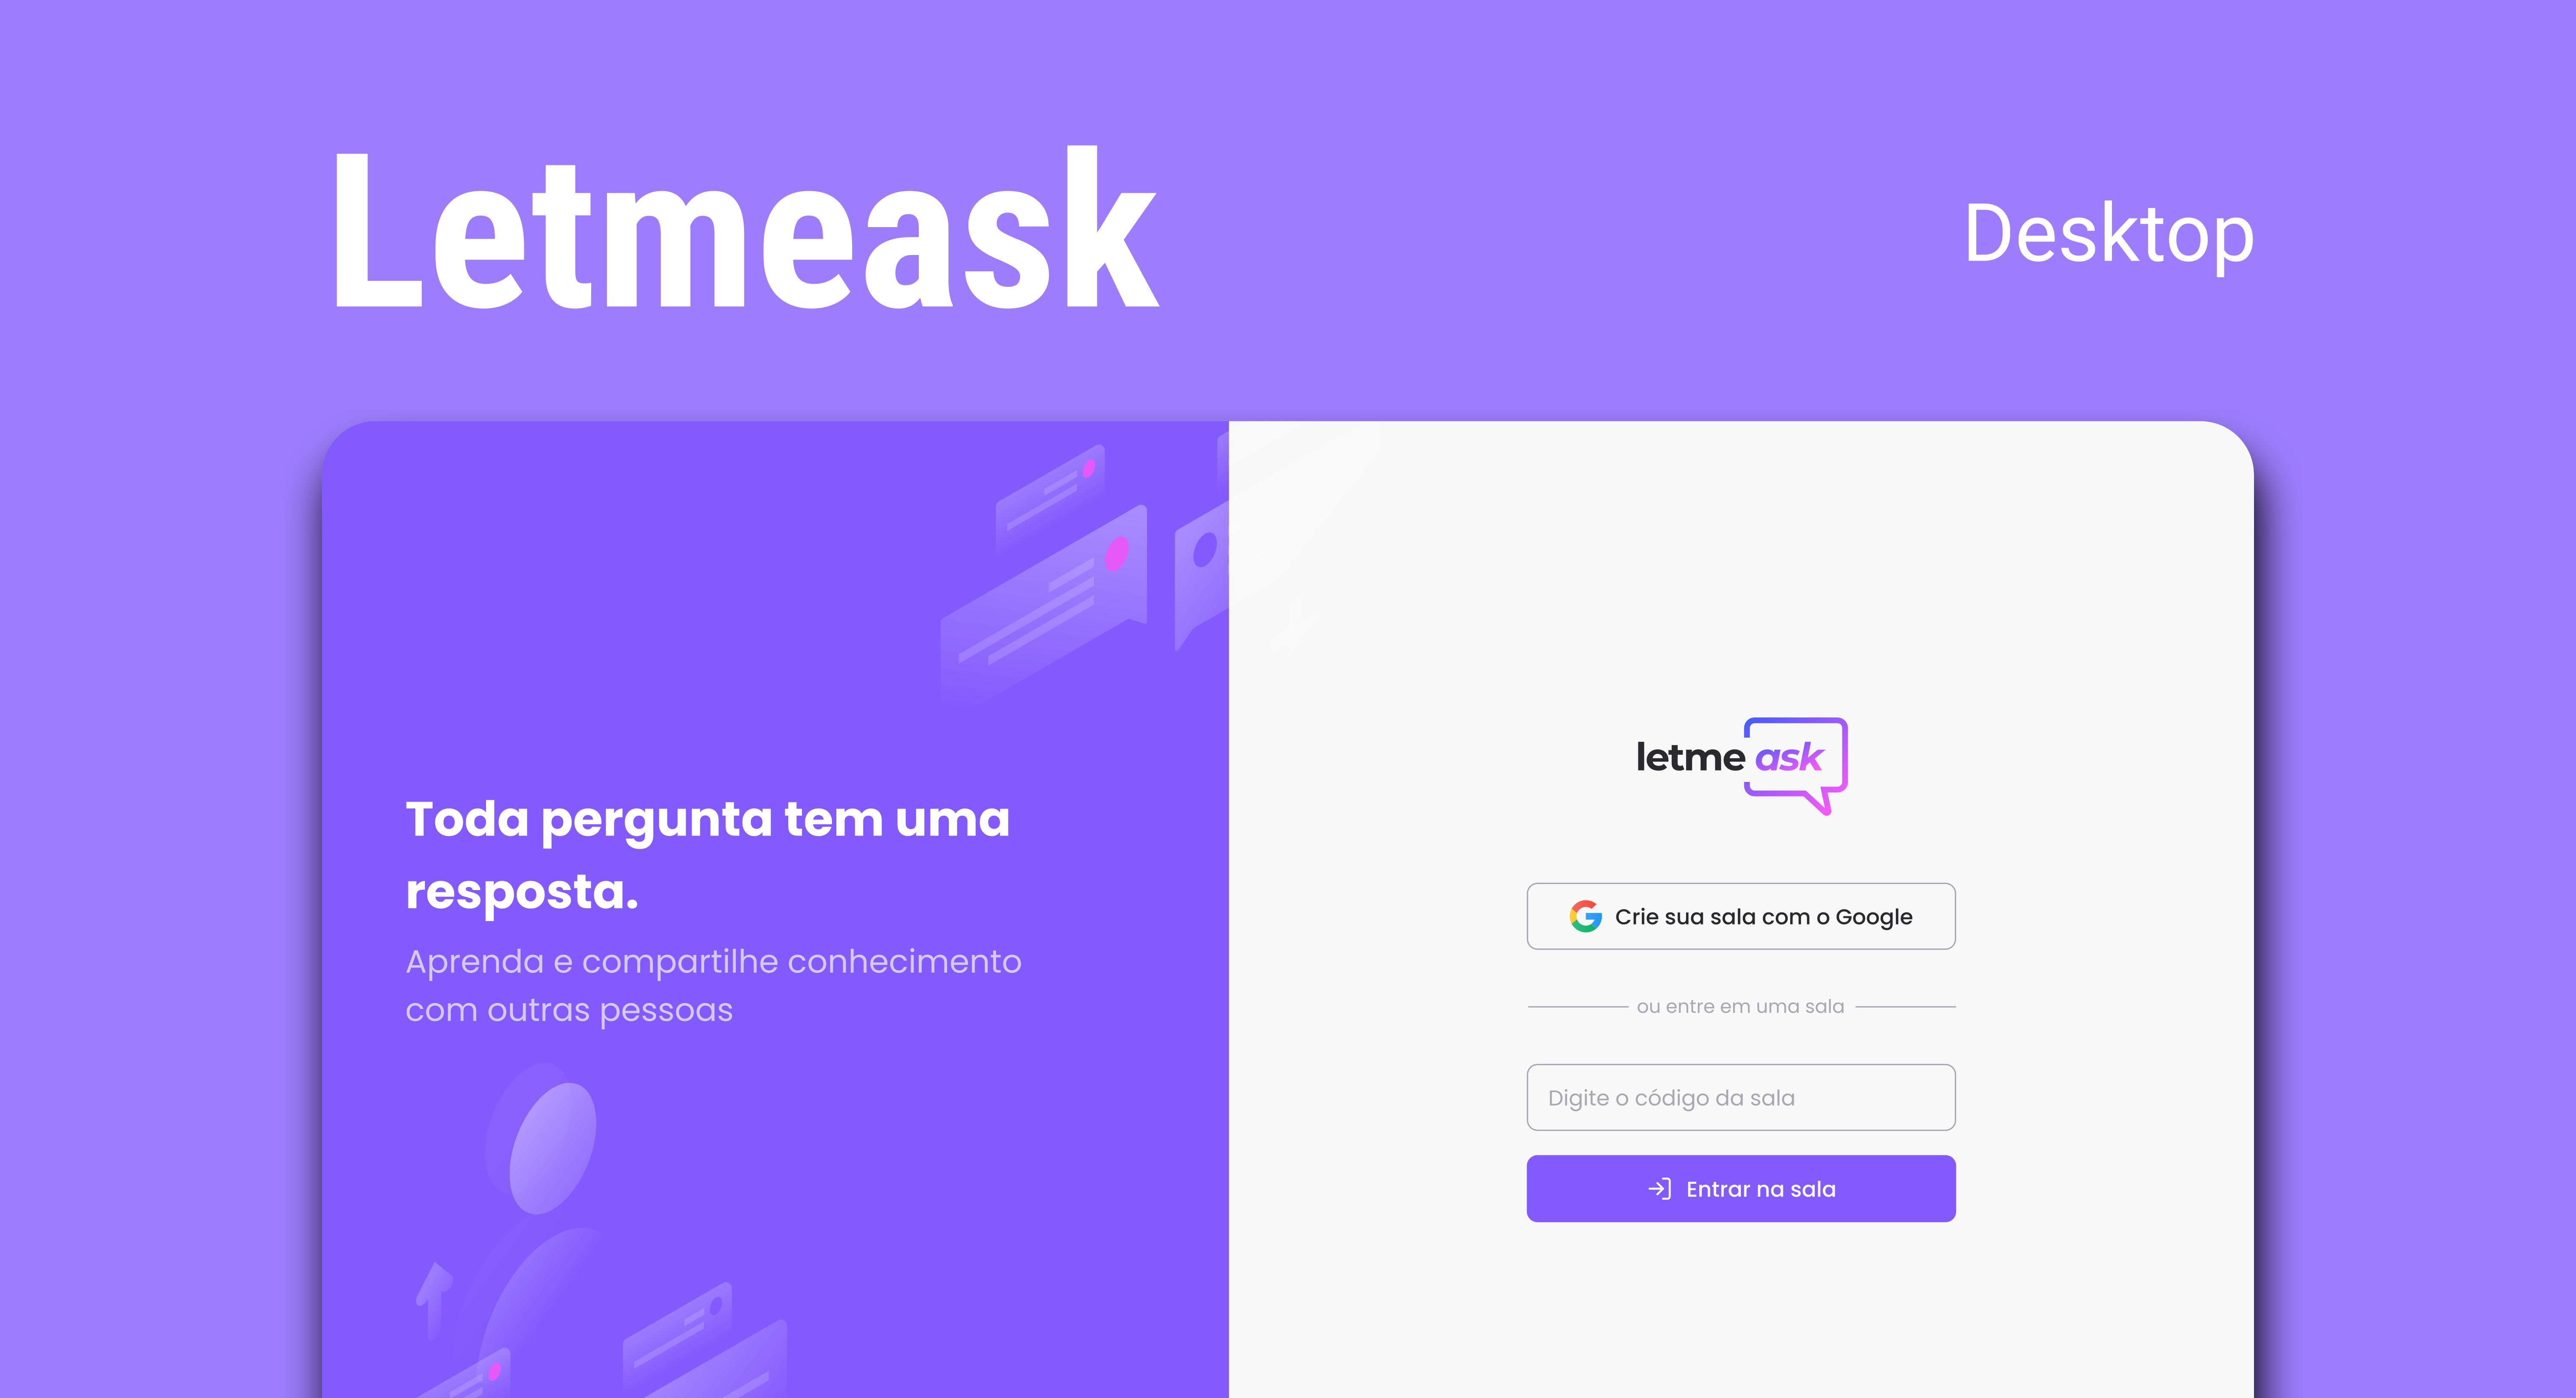 Letmeask
Desktop
Toda pergunta tem uma
resposta.
Aprenda e compartilhe conhecimento
com outras pessoas
letme ask
Crie sua sala com o Google
ou entre em uma sala
Digite o código da sala
Entrar na sala